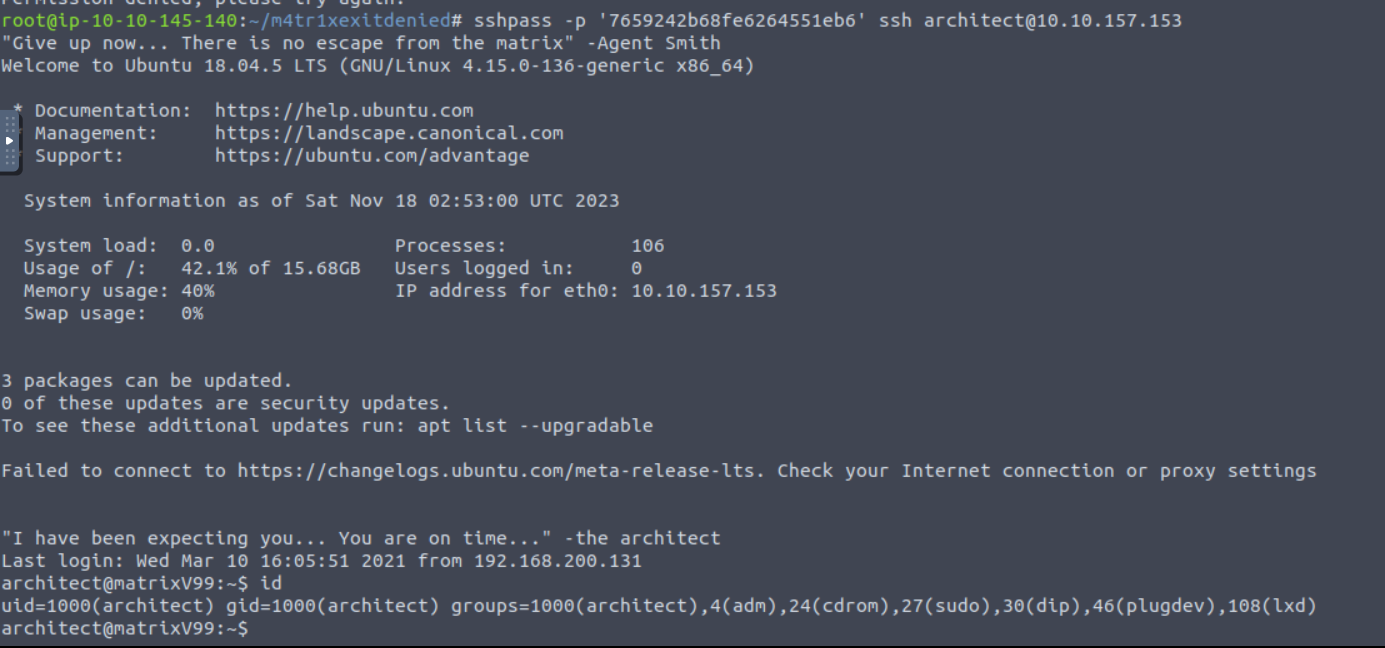 Permission denied, please try again.
root@ip-10-10-145-140:~/m4tr1xexitdenied# sshpass -p '7659242b68fe6264551eb6' ssh architect@10.10.157.153
"Give up now... There is no escape from the matrix" -Agent Smith
Welcome to Ubuntu 18.04.5 LTS (GNU/Linux 4.15.0-136-generic x86_64)
* Documentation:  https://help.ubuntu.com
* Management:     https://landscape.canonical.com
* Support:        https://ubuntu.com/advantage
System information as of Sat Nov 18 02:53:00 UTC 2023
System load:  0.0                Processes:           106
Usage of /:   42.1% of 15.68GB   Users logged in:     0
Memory usage: 40%                IP address for eth0: 10.10.157.153
Swap usage:   0%
3 packages can be updated.
0 of these updates are security updates.
To see these additional updates run: apt list --upgradable
Failed to connect to https://changelogs.ubuntu.com/meta-release-lts. Check your Internet connection or proxy settings
"I have been expecting you... You are on time..." -the architect
Last login: Wed Mar 10 16:05:51 2021 from 192.168.200.131
architect@matrixV99:~$ id
uid=1000(architect) gid=1000(architect) groups=1000(architect),4(adm),24(cdrom),27(sudo),30(dip),46(plugdev),108(lxd)
architect@matrixV99:~$